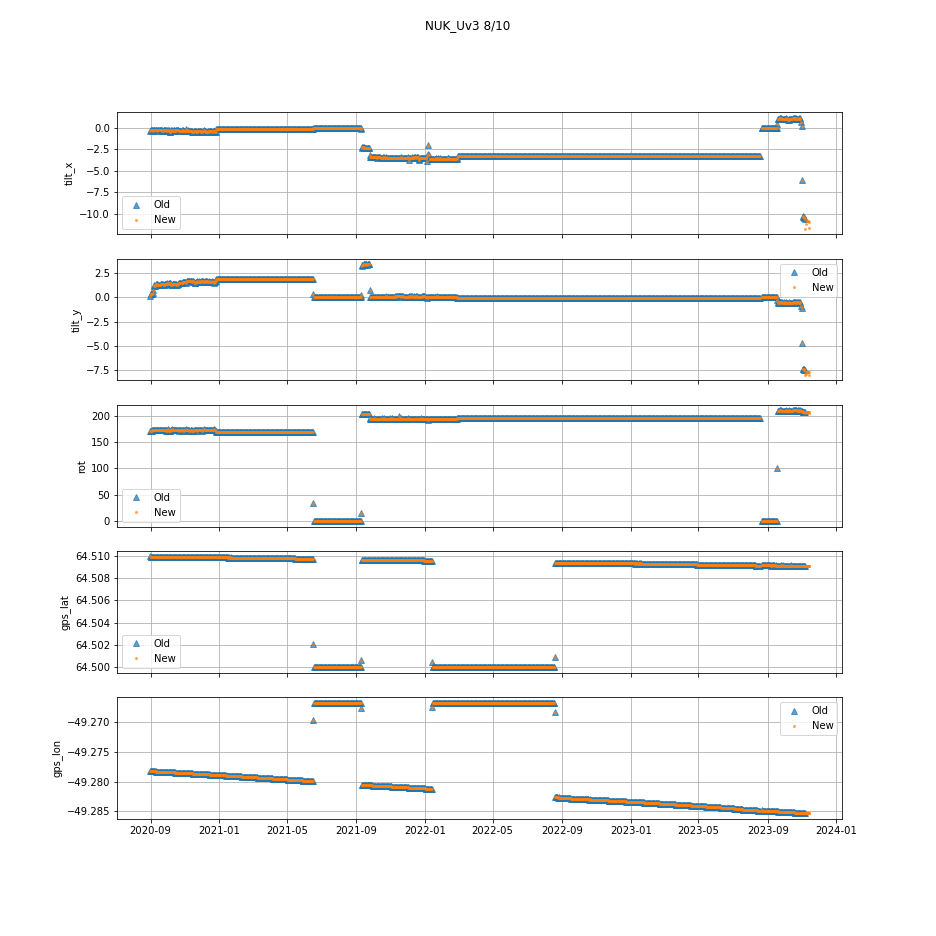 NUK_Uv3 8/10
tilt_x
0.0
−2.5
−5.0
−7.5
−10.0
Old
New
tilt_y
2.5
0.0
−2.5
−5.0
−7.5
Old
New
rot
200
150
100
50
0
Old
New
gps_lat
64.510
64.508
64.506
64.504
64.502
64.500
Old
New
gps_lon
−49.270
−49.275
−49.280
−49.285
Old
New
2020-09 2021-01 2021-05 2021-09 2022-01 2022-05 2022-09 2023-01 2023-05 2023-09 2024-01